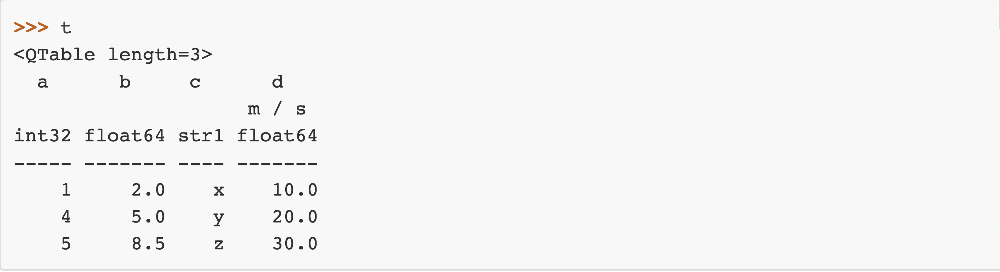 >>> t
<QTable length=3>
  a      b     c      d
                    m / s
int32 float64 str1 float64
----- ------- ---- -------
    1     2.0    x    10.0
    4     5.0    y    20.0
    5     8.5    z    30.0